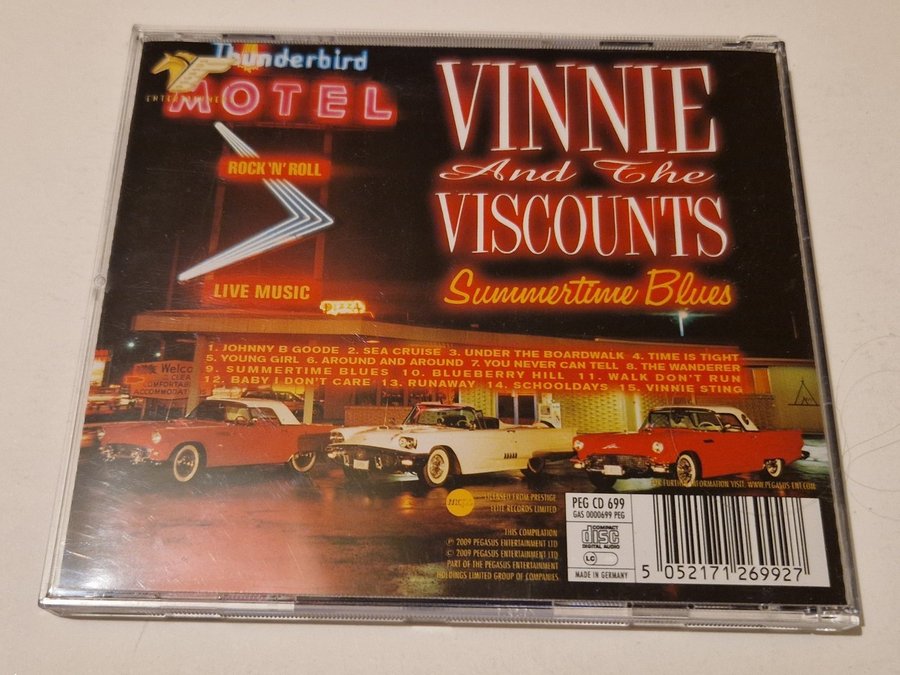 Thunderbird
MOTEL
ROCK 'N' ROLL
LIVE MUSIC
PIZZA
VINNIE
And The
VISCOUNTS
Summertime Blues
1. JOHNNY B GOODE 2. SEA CRUISE 3. UNDER THE BOARDWALK 4. TIME IS TIGHT
5. YOUNG GIRL 6. AROUND AND AROUND 7. YOU NEVER CAN TELL 8. THE WANDERER
9. SUMMERTIME BLUES 10. BLUEBERRY HILL 11. WALK DON'T RUN
12. BABY I DON'T CARE 13. RUNAWAY 14. SCHOOLDAYS 15. VINNIE STING
Welco
FOR FURTHER INFORMATION VISIT: WWW.PEGASUS-ENT.COM
LICENSED FROM PRESTIGE
ELITE RECORDS LIMITED
THIS COMPILATION
℗ 2009 PEGASUS ENTERTAINMENT LTD
© 2009 PEGASUS ENTERTAINMENT LTD
PART OF THE PEGASUS ENTERTAINMENT
HOLDINGS LIMITED GROUP OF COMPANIES
PEG CD 699
GAS 0000699 PEG
COMPACT
disc
DIGITAL AUDIO
LC
MADE IN GERMANY
5 052171 269927